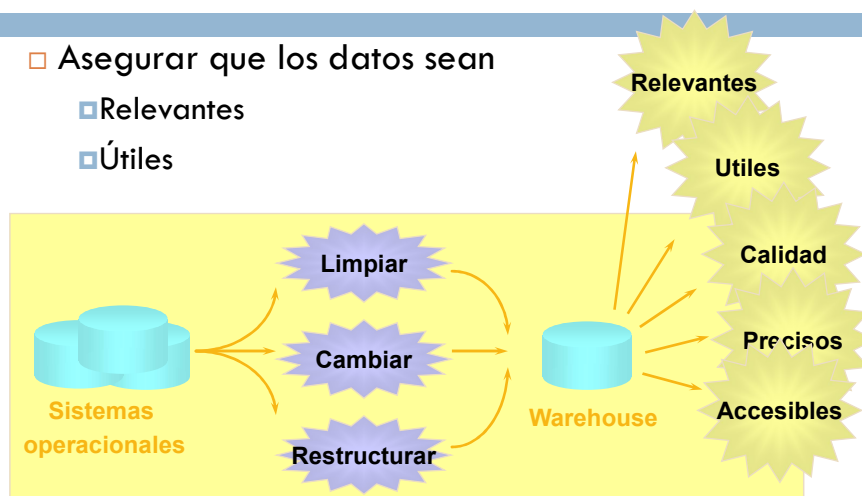 Asegurar que los datos sean
Relevantes
Útiles
Relevantes
Utiles
Calidad
Precisos
Accesibles
Limpiar
Cambiar
Restructurar
Sistemas
operacionales
Warehouse